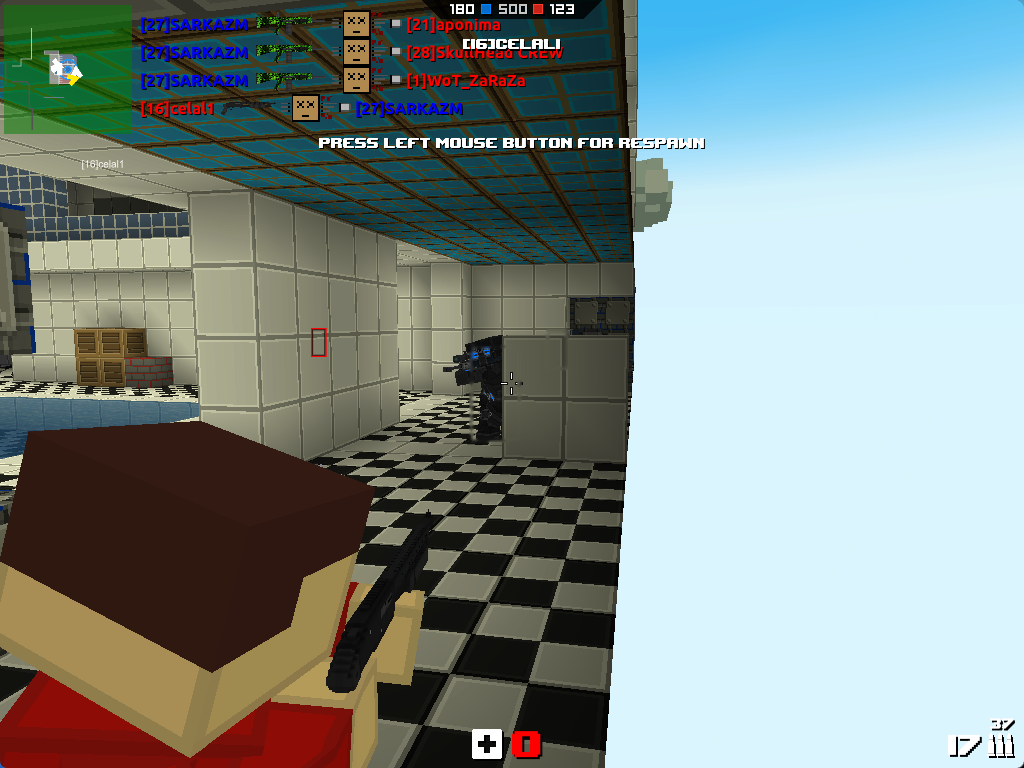 180 500 123
[27]SARKAZM [21]aponima
[16]CELAL1
[27]SARKAZM [28]SkullHead CREW
[27]SARKAZM [1]WoT_ZaRaZa
[16]celal1 [27]SARKAZM
PRESS LEFT MOUSE BUTTON FOR RESPAWN
[16]celal1
0
37
17